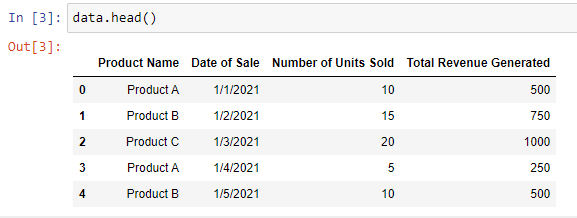 In [3]: data.head()
Out[3]:
Product Name Date of Sale Number of Units Sold Total Revenue Generated
0 Product A 1/1/2021 10 500
1 Product B 1/2/2021 15 750
2 Product C 1/3/2021 20 1000
3 Product A 1/4/2021 5 250
4 Product B 1/5/2021 10 500